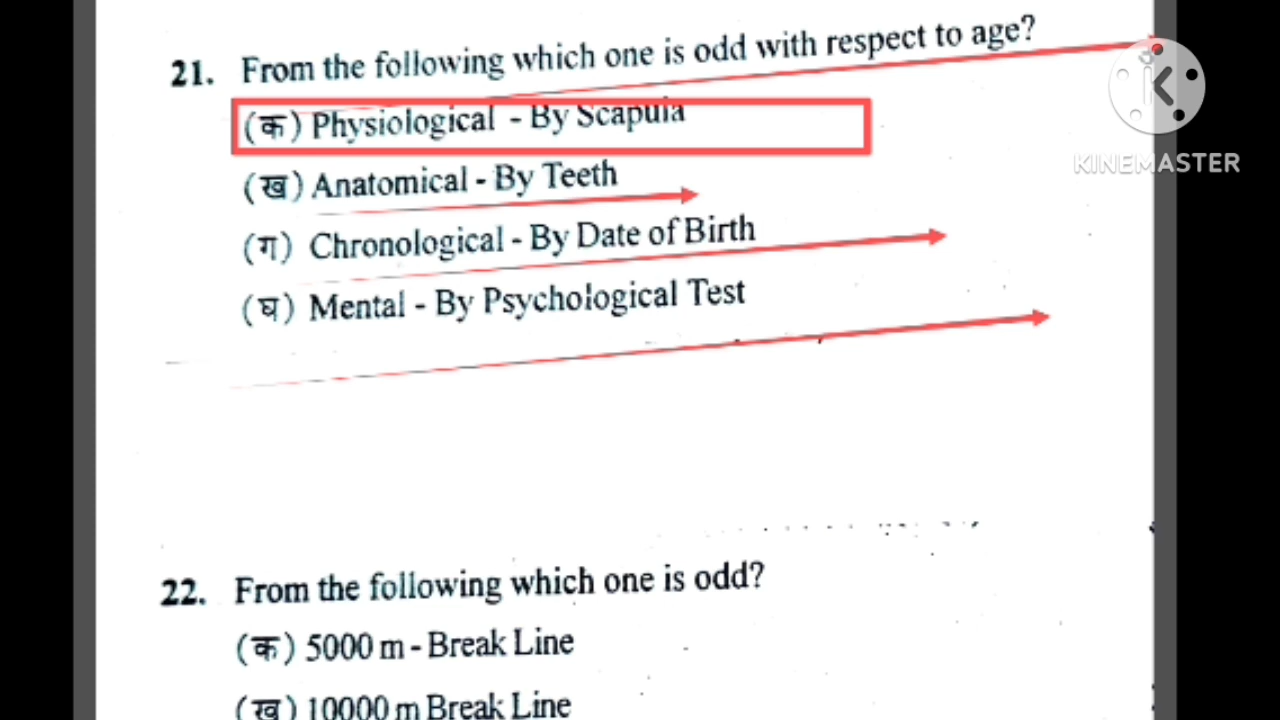 21. From the following which one is odd with respect to age?
(क) Physiological - By Scapula
(ख) Anatomical - By Teeth
(ग) Chronological - By Date of Birth
(घ) Mental - By Psychological Test
KINEMASTER
22. From the following which one is odd?
(क) 5000 m - Break Line
(ख) 10000 m Break Line